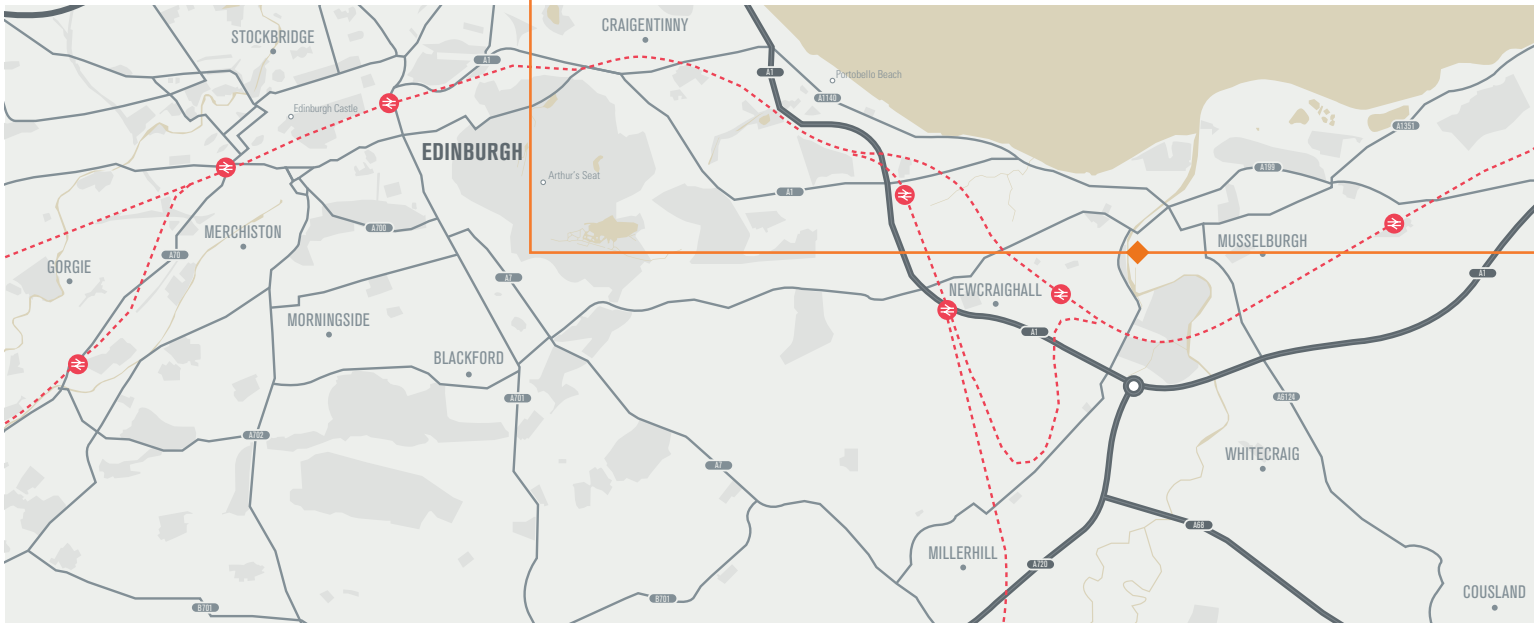 CRAIGENTINNY
STOCKBRIDGE
A1
A1
Portobello Beach
A1140
Edinburgh Castle
A1351
EDINBURGH
A199
Arthur's Seat
A1
MERCHISTON
A700
MUSSELBURGH
A70
GORGIE
A7
A1
NEWCRAIGHALL
MORNINGSIDE
A1
BLACKFORD
A701
A6124
A702
WHITECRAIG
A7
A68
MILLERHILL
A720
COUSLAND
B701
B701